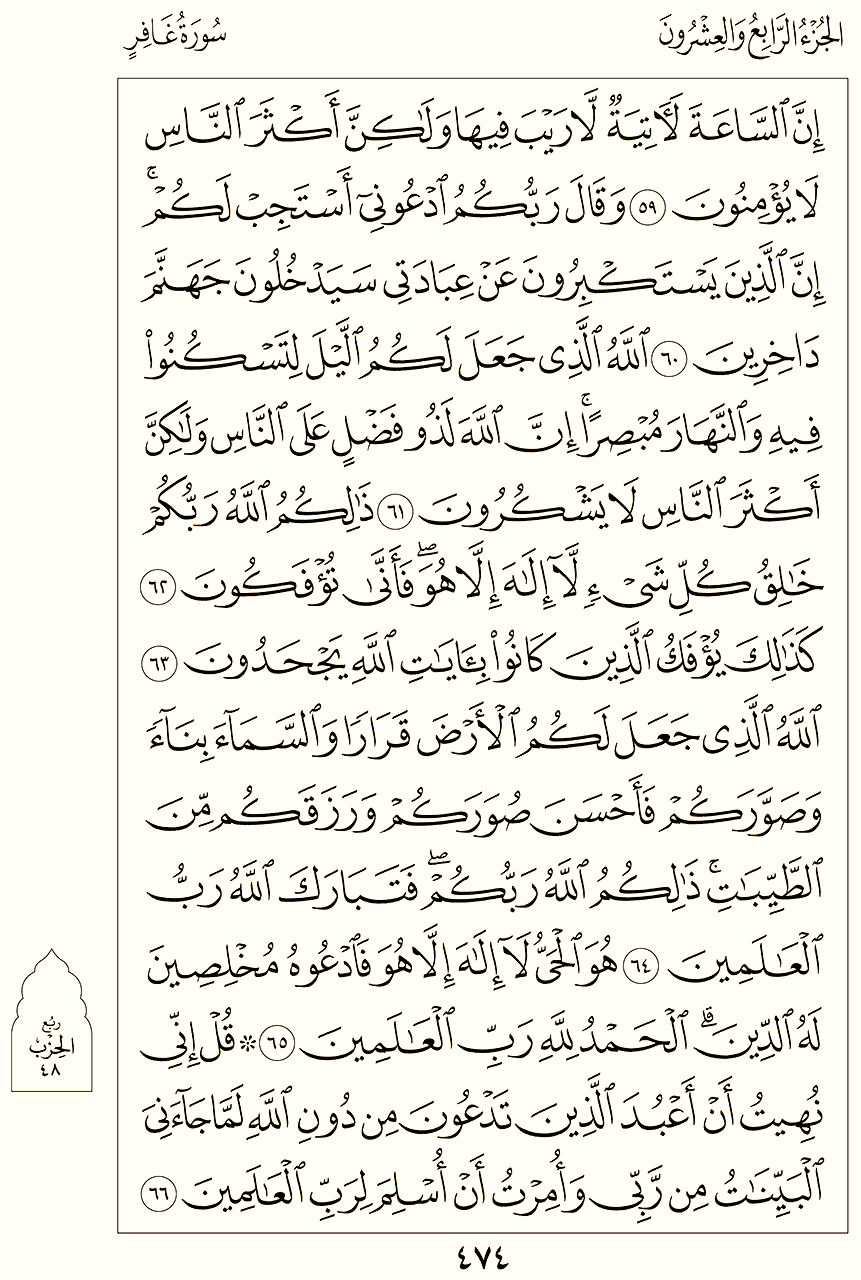 الجُزْءُ الرَّابِعُ وَالعِشْرُونَ
سُورَةُ غَافِرٍ
إِنَّ ٱلسَّاعَةَ لَأٓتِيَةٞ لَّا رَيۡبَ فِيهَا وَلَٰكِنَّ أَكۡثَرَ ٱلنَّاسِ
لَا يُؤۡمِنُونَ ٥٩ وَقَالَ رَبُّكُمُ ٱدۡعُونِيٓ أَسۡتَجِبۡ لَكُمۡۚ
إِنَّ ٱلَّذِينَ يَسۡتَكۡبِرُونَ عَنۡ عِبَادَتِي سَيَدۡخُلُونَ جَهَنَّمَ
دَاخِرِينَ ٦٠ ٱللَّهُ ٱلَّذِي جَعَلَ لَكُمُ ٱلَّيۡلَ لِتَسۡكُنُواْ
فِيهِ وَٱلنَّهَارَ مُبۡصِرًاۚ إِنَّ ٱللَّهَ لَذُو فَضۡلٍ عَلَى ٱلنَّاسِ وَلَٰكِنَّ
أَكۡثَرَ ٱلنَّاسِ لَا يَشۡكُرُونَ ٦١ ذَٰلِكُمُ ٱللَّهُ رَبُّكُمۡ
خَٰلِقُ كُلِّ شَيۡءٖ لَّآ إِلَٰهَ إِلَّا هُوَۖ فَأَنَّىٰ تُؤۡفَكُونَ ٦٢
كَذَٰلِكَ يُؤۡفَكُ ٱلَّذِينَ كَانُواْ بِـَٔايَٰتِ ٱللَّهِ يَجۡحَدُونَ ٦٣
ٱللَّهُ ٱلَّذِي جَعَلَ لَكُمُ ٱلۡأَرۡضَ قَرَارٗا وَٱلسَّمَآءَ بِنَآءٗ
وَصَوَّرَكُمۡ فَأَحۡسَنَ صُوَرَكُمۡ وَرَزَقَكُم مِّنَ
ٱلطَّيِّبَٰتِۚ ذَٰلِكُمُ ٱللَّهُ رَبُّكُمۡۖ فَتَبَارَكَ ٱللَّهُ رَبُّ
ٱلۡعَٰلَمِينَ ٦٤ هُوَ ٱلۡحَيُّ لَآ إِلَٰهَ إِلَّا هُوَ فَٱدۡعُوهُ مُخۡلِصِينَ
لَهُ ٱلدِّينَۗ ٱلۡحَمۡدُ لِلَّهِ رَبِّ ٱلۡعَٰلَمِينَ ٦٥ ۞ قُلۡ إِنِّي
نُهِيتُ أَنۡ أَعۡبُدَ ٱلَّذِينَ تَدۡعُونَ مِن دُونِ ٱللَّهِ لَمَّا جَآءَنِيَ
ٱلۡبَيِّنَٰتُ مِن رَّبِّي وَأُمِرۡتُ أَنۡ أُسۡلِمَ لِرَبِّ ٱلۡعَٰلَمِينَ ٦٦
رُبْع
الحِزْب
٤٨
٤٧٤